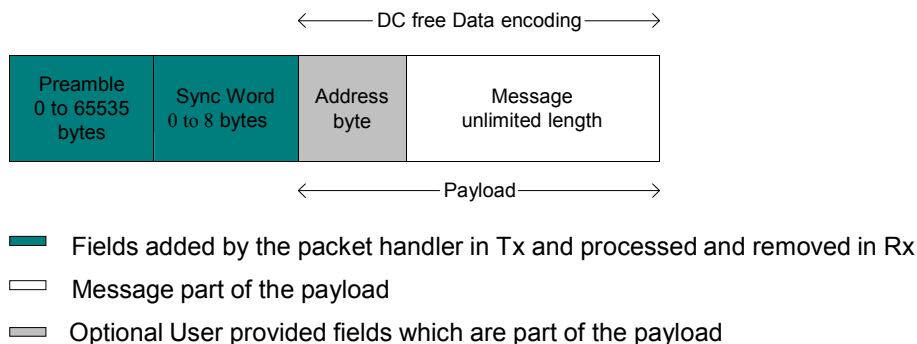 DC free Data encoding
Preamble
0 to 65535
bytes
Sync Word
0 to 8 bytes
Address
byte
Message
unlimited length
Payload
Fields added by the packet handler in Tx and processed and removed in Rx
Message part of the payload
Optional User provided fields which are part of the payload